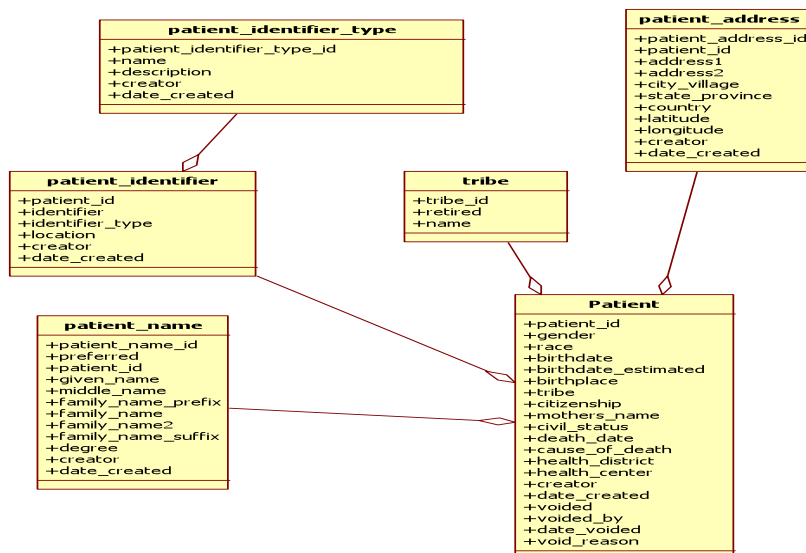 patient_identifier_type
+patient_identifier_type_id
+name
+description
+creator
+date_created
patient_address
+patient_address_id
+patient_id
+address1
+address2
+city_village
+state_province
+country
+latitude
+longitude
+creator
+date_created
patient_identifier
+patient_id
+identifier
+identifier_type
+location
+creator
+date_created
tribe
+tribe_id
+retired
+name
patient_name
+patient_name_id
+preferred
+patient_id
+given_name
+middle_name
+family_name_prefix
+family_name
+family_name2
+family_name_suffix
+degree
+creator
+date_created
Patient
+patient_id
+gender
+race
+birthdate
+birthdate_estimated
+birthplace
+tribe
+citizenship
+mothers_name
+civil_status
+death_date
+cause_of_death
+health_district
+health_center
+creator
+date_created
+voided
+voided_by
+date_voided
+void_reason